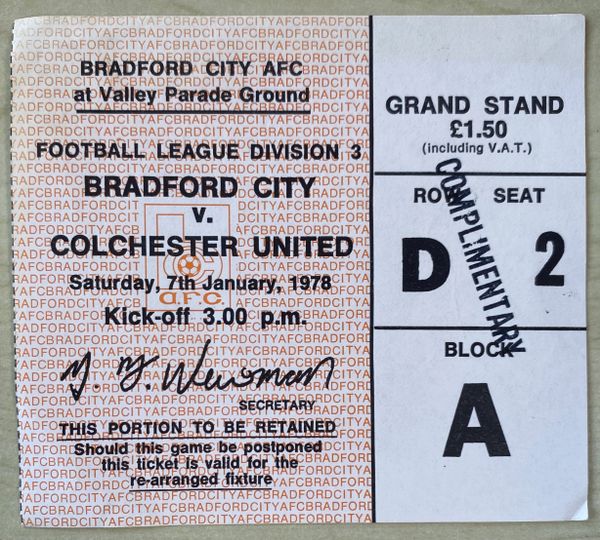 BRADFORD CITY AFC
at Valley Parade Ground
FOOTBALL LEAGUE DIVISION 3
BRADFORD CITY
v.
COLCHESTER UNITED
Saturday, 7th January, 1978
Kick-off 3.00 p.m.
Newsman
SECRETARY
THIS PORTION TO BE RETAINED
Should this game be postponed
this ticket is valid for the
re-arranged fixture
A.F.C.
GRAND STAND
£1.50
(including V.A.T.)
ROW SEAT
D 2
COMPLIMENTARY
BLOCK
A